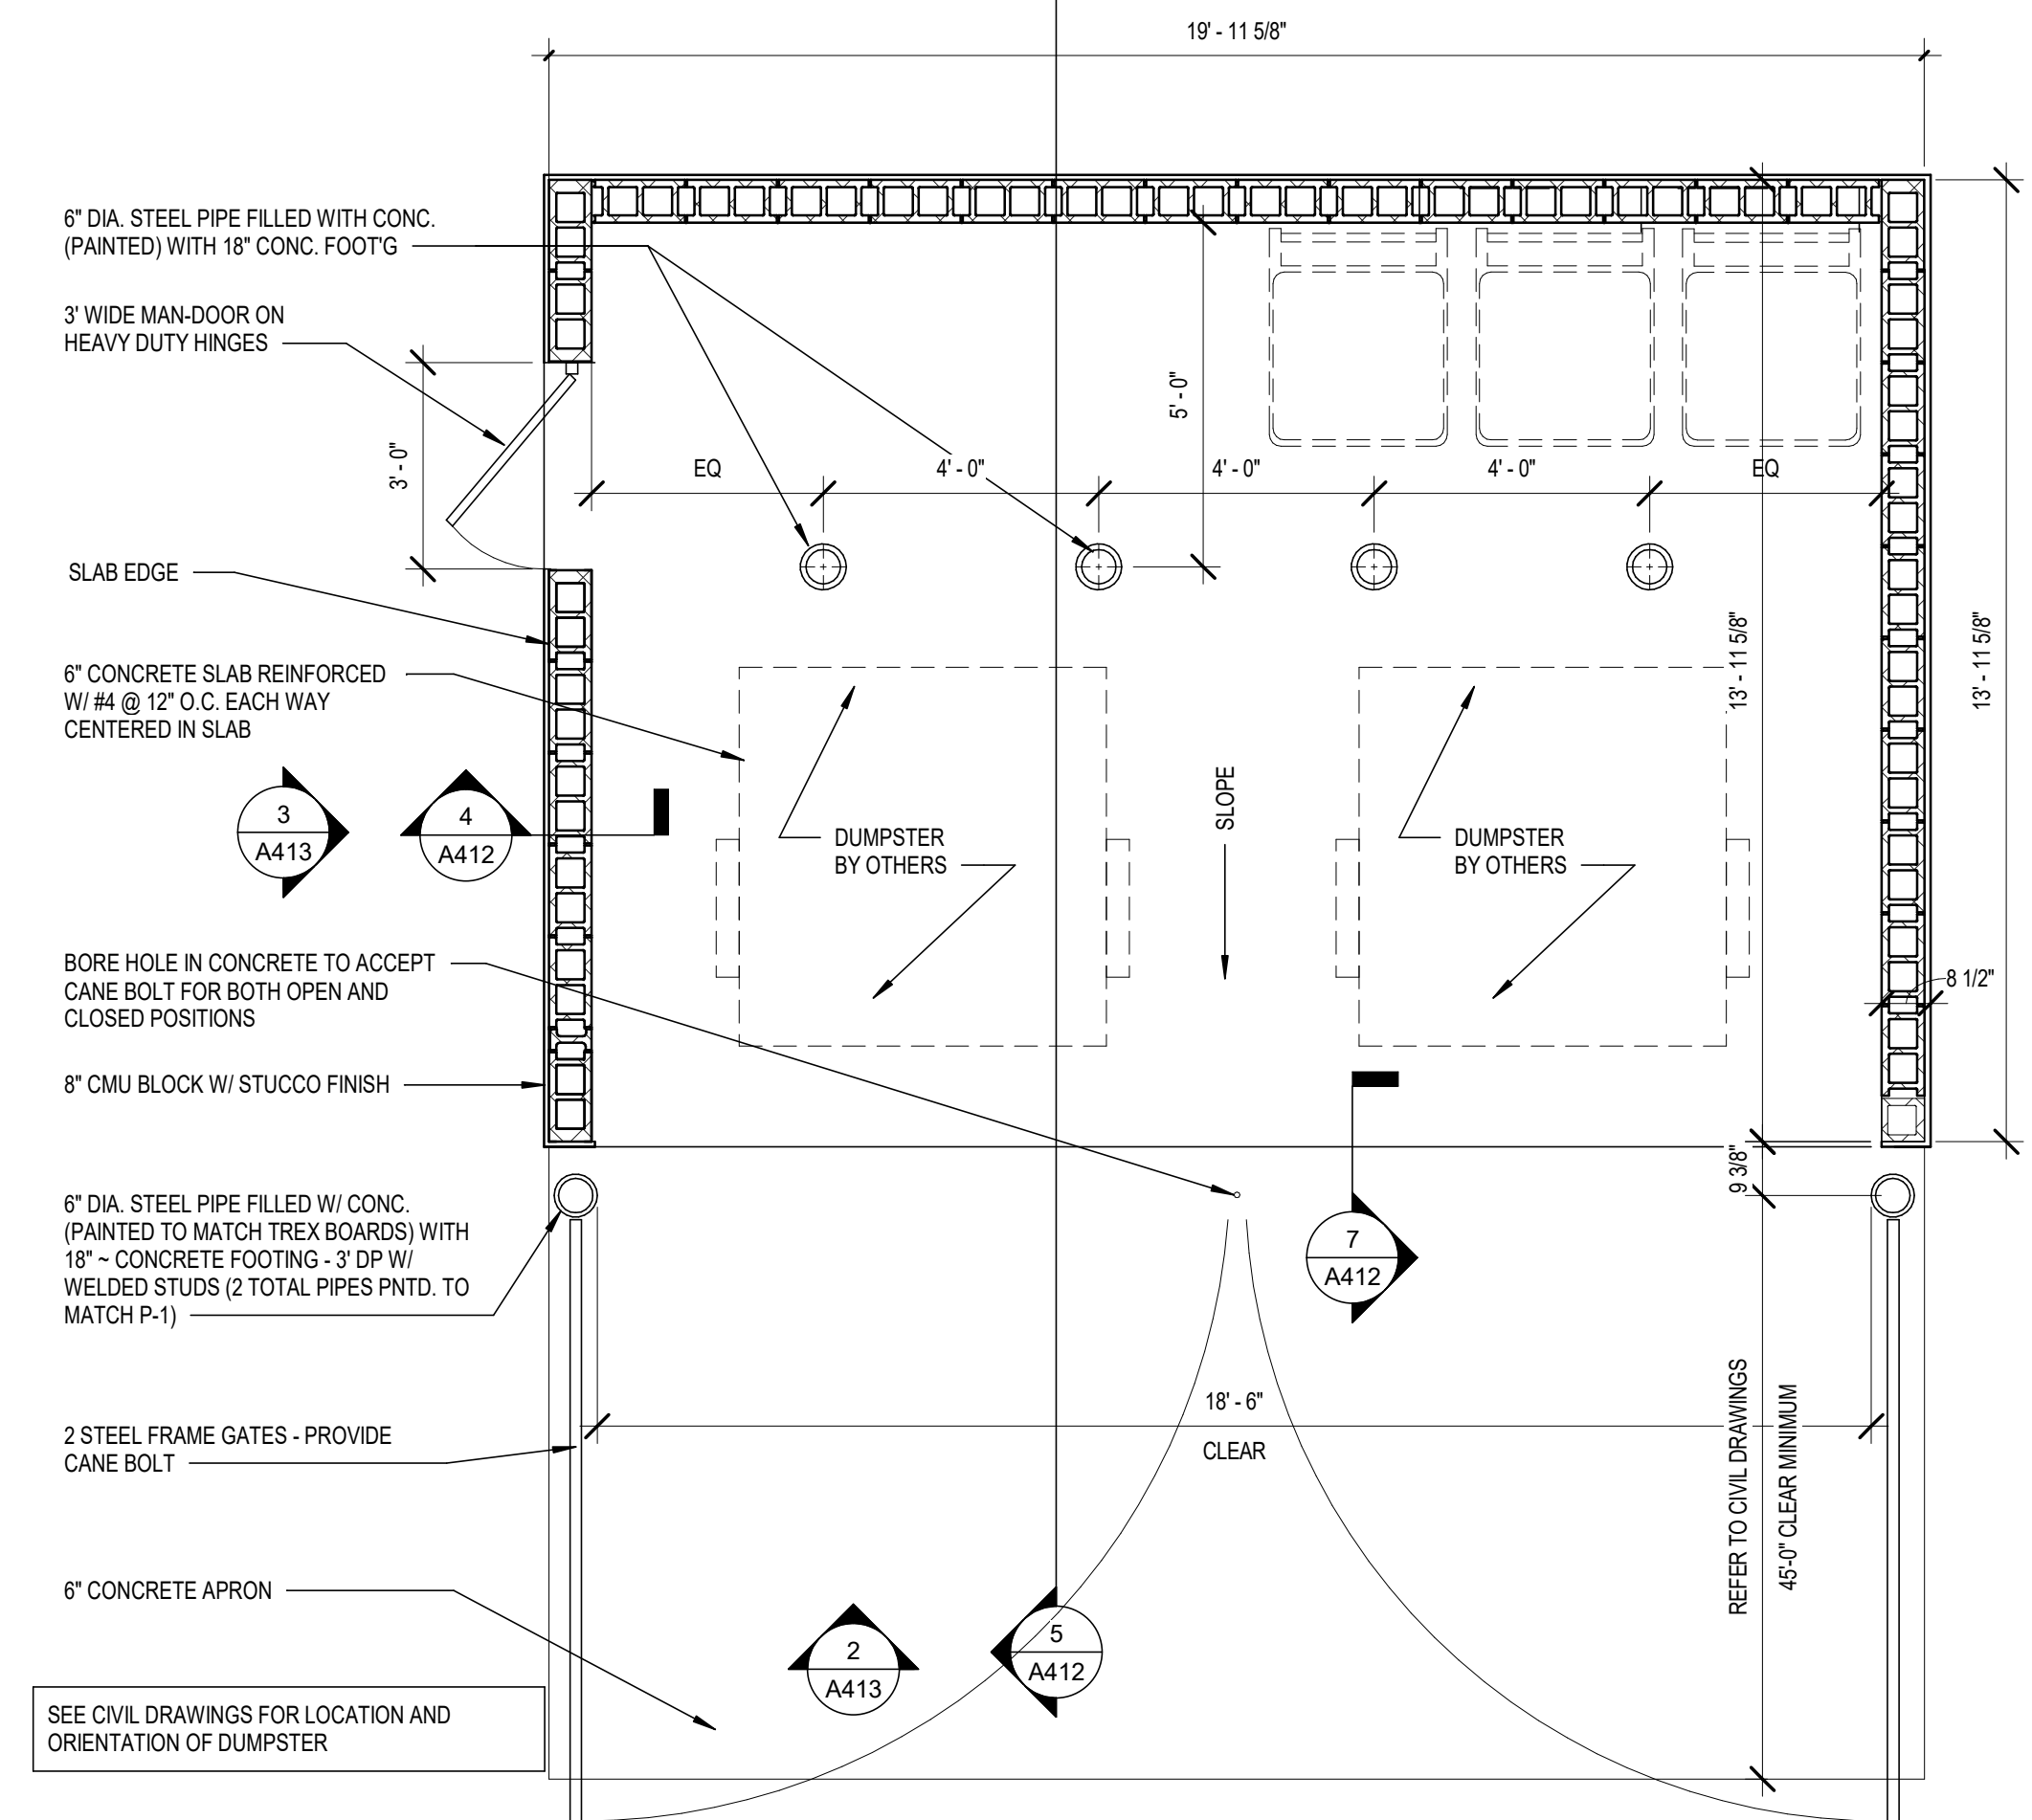 19' - 11 5/8"
6" DIA. STEEL PIPE FILLED WITH CONC.
(PAINTED) WITH 18" CONC. FOOT'G
3' WIDE MAN-DOOR ON
HEAVY DUTY HINGES
3' - 0"
5' - 0"
EQ
4' - 0"
4' - 0"
4' - 0"
EQ
SLAB EDGE
6" CONCRETE SLAB REINFORCED
W/ #4 @ 12" O.C. EACH WAY
CENTERED IN SLAB
13' - 11 5/8"
13' - 11 5/8"
3
A413
4
A412
DUMPSTER
BY OTHERS
SLOPE
DUMPSTER
BY OTHERS
BORE HOLE IN CONCRETE TO ACCEPT
CANE BOLT FOR BOTH OPEN AND
CLOSED POSITIONS
8 1/2"
8" CMU BLOCK W/ STUCCO FINISH
9 3/8"
6" DIA. STEEL PIPE FILLED W/ CONC.
(PAINTED TO MATCH TREX BOARDS) WITH
18" ~ CONCRETE FOOTING - 3' DP W/
WELDED STUDS (2 TOTAL PIPES PNTD. TO
MATCH P-1)
7
A412
18' - 6"
CLEAR
2 STEEL FRAME GATES - PROVIDE
CANE BOLT
REFER TO CIVIL DRAWINGS
45'-0" CLEAR MINIMUM
6" CONCRETE APRON
2
A413
5
A412
SEE CIVIL DRAWINGS FOR LOCATION AND
ORIENTATION OF DUMPSTER